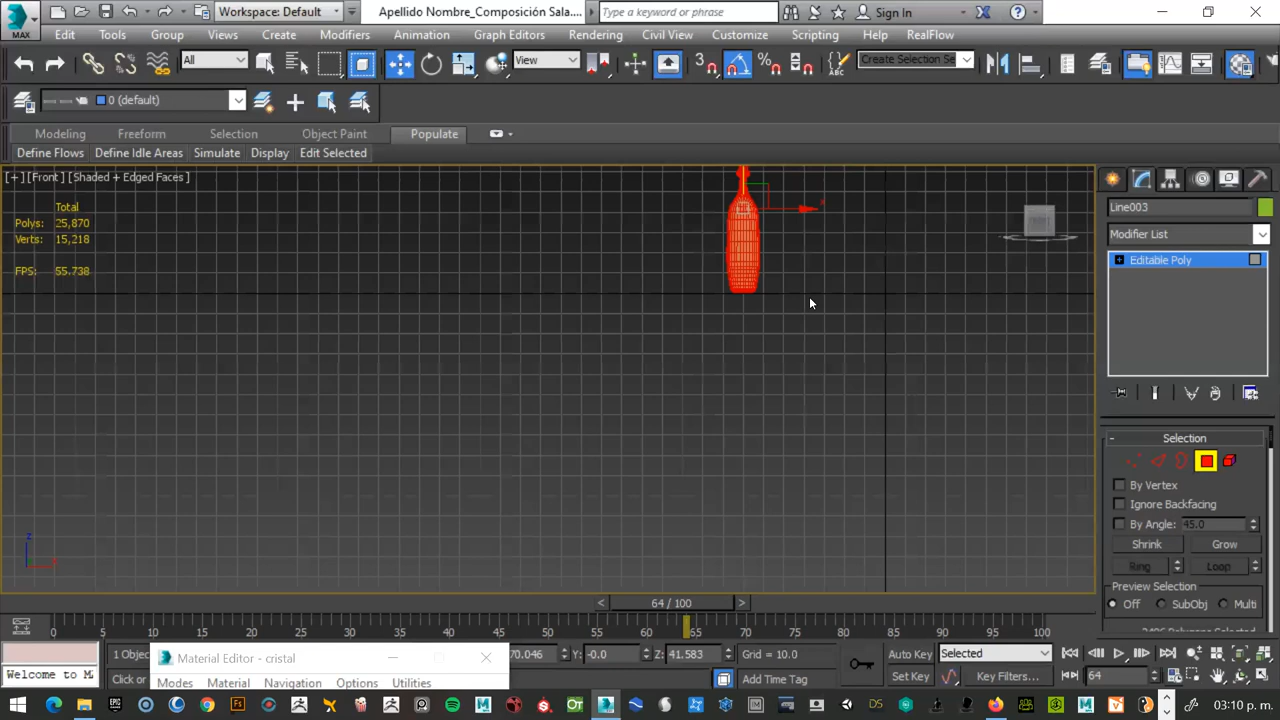 MAX
Workspace: Default
Apellido Nombre_Composición Sala....
Type a keyword or phrase
Sign In
Edit Tools Group Views Create Modifiers Animation Graph Editors Rendering Civil View Customize Scripting Help RealFlow
All
View
3
%
ABC
Create Selection Se
0 (default)
Modeling Freeform Selection Object Paint Populate
Define Flows Define Idle Areas Simulate Display Edit Selected
[+][Front][Shaded + Edged Faces]
Total
Polys: 25,870
Verts: 15,218
FPS: 55.738
x
FRONT
z
Line003
Modifier List
Editable Poly
- Selection
By Vertex
Ignore Backfacing
By Angle: 45.0
Shrink Grow
Ring Loop
Preview Selection
Off SubObj Multi
< 64 / 100 >
0 5 10 15 20 25 30 35 40 45 50 55 60 65 70 75 80 85 90 95 100
1 Objec
Material Editor - cristal
70.046 Y: -0.0 Z: 41.583 Grid = 10.0
Auto Key Selected
Welcome to M
Click or
Modes Material Navigation Options Utilities
Add Time Tag
Set Key Key Filters... 64
03:10 p. m.